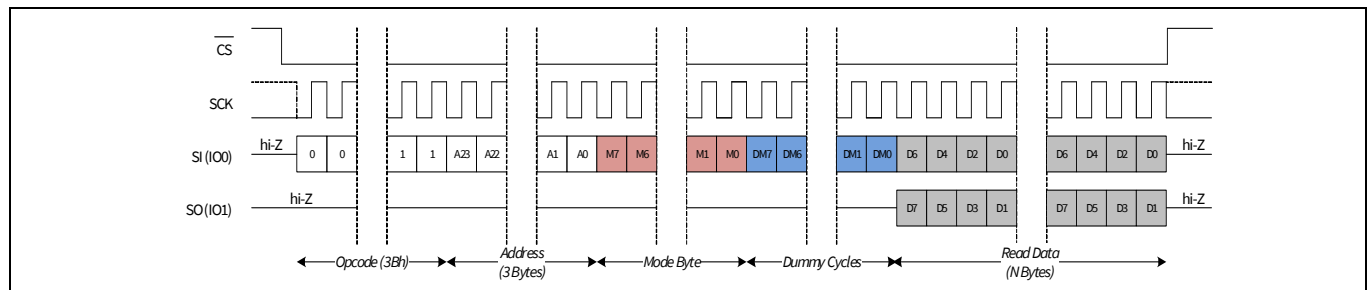 CS
SCK
SI (IO0) hi-Z 0 0 1 1 A23 A22 A1 A0 M7 M6 M1 M0 DM7 DM6 DM1 DM0 D6 D4 D2 D0 D6 D4 D2 D0 hi-Z
SO (IO1) hi-Z D7 D5 D3 D1 D7 D5 D3 D1 hi-Z
Opcode (3Bh) Address Mode Byte Dummy Cycles Read Data
(3 Bytes) (N Bytes)